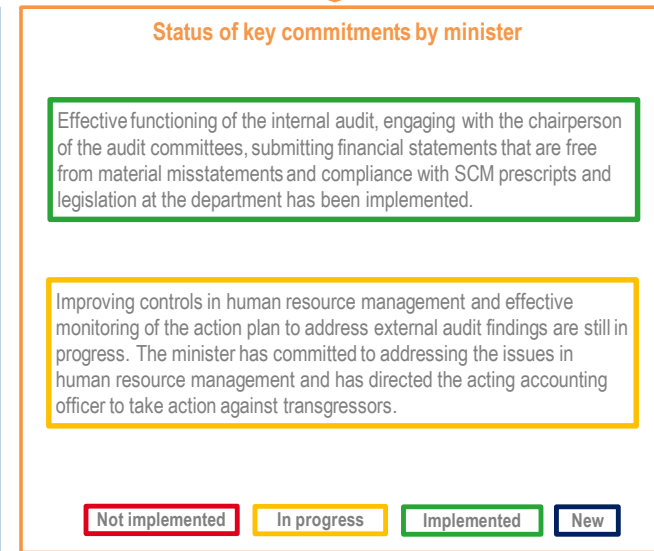 Status of key commitments by minister
Effective functioning of the internal audit, engaging with the chairperson
of the audit committees, submitting financial statements that are free
from material misstatements and compliance with SCM prescripts and
legislation at the department has been implemented.
Improving controls in human resource management and effective
monitoring of the action plan to address external audit findings are still in
progress. The minister has committed to addressing the issues in
human resource management and has directed the acting accounting
officer to take action against transgressors.
Not implemented In progress Implemented New